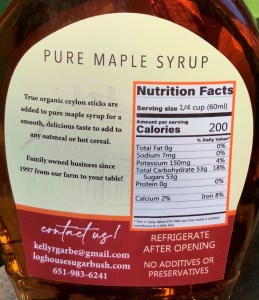 PURE MAPLE SYRUP
True organic ceylon sticks are
added to pure maple syrup for a
smooth, delicious taste to add to
any oatmeal or hot cereal.
Family owned business since
1997 from our farm to your table!
Nutrition Facts
Serving size 1/4 cup (60ml)
Amount per serving
Calories 200
% Daily Value*
Total Fat 0g 0%
Sodium 7mg 0%
Potassium 150mg 4%
Total Carbohydrate 53g 18%
Sugars 53g
Protein 0g 0%
Calcium 2% Iron 8%
contact us!
kellyrgarbe@gmail.com
loghousesugarbush.com
651-983-6241
REFRIGERATE
AFTER OPENING
NO ADDITIVES OR
PRESERVATIVES